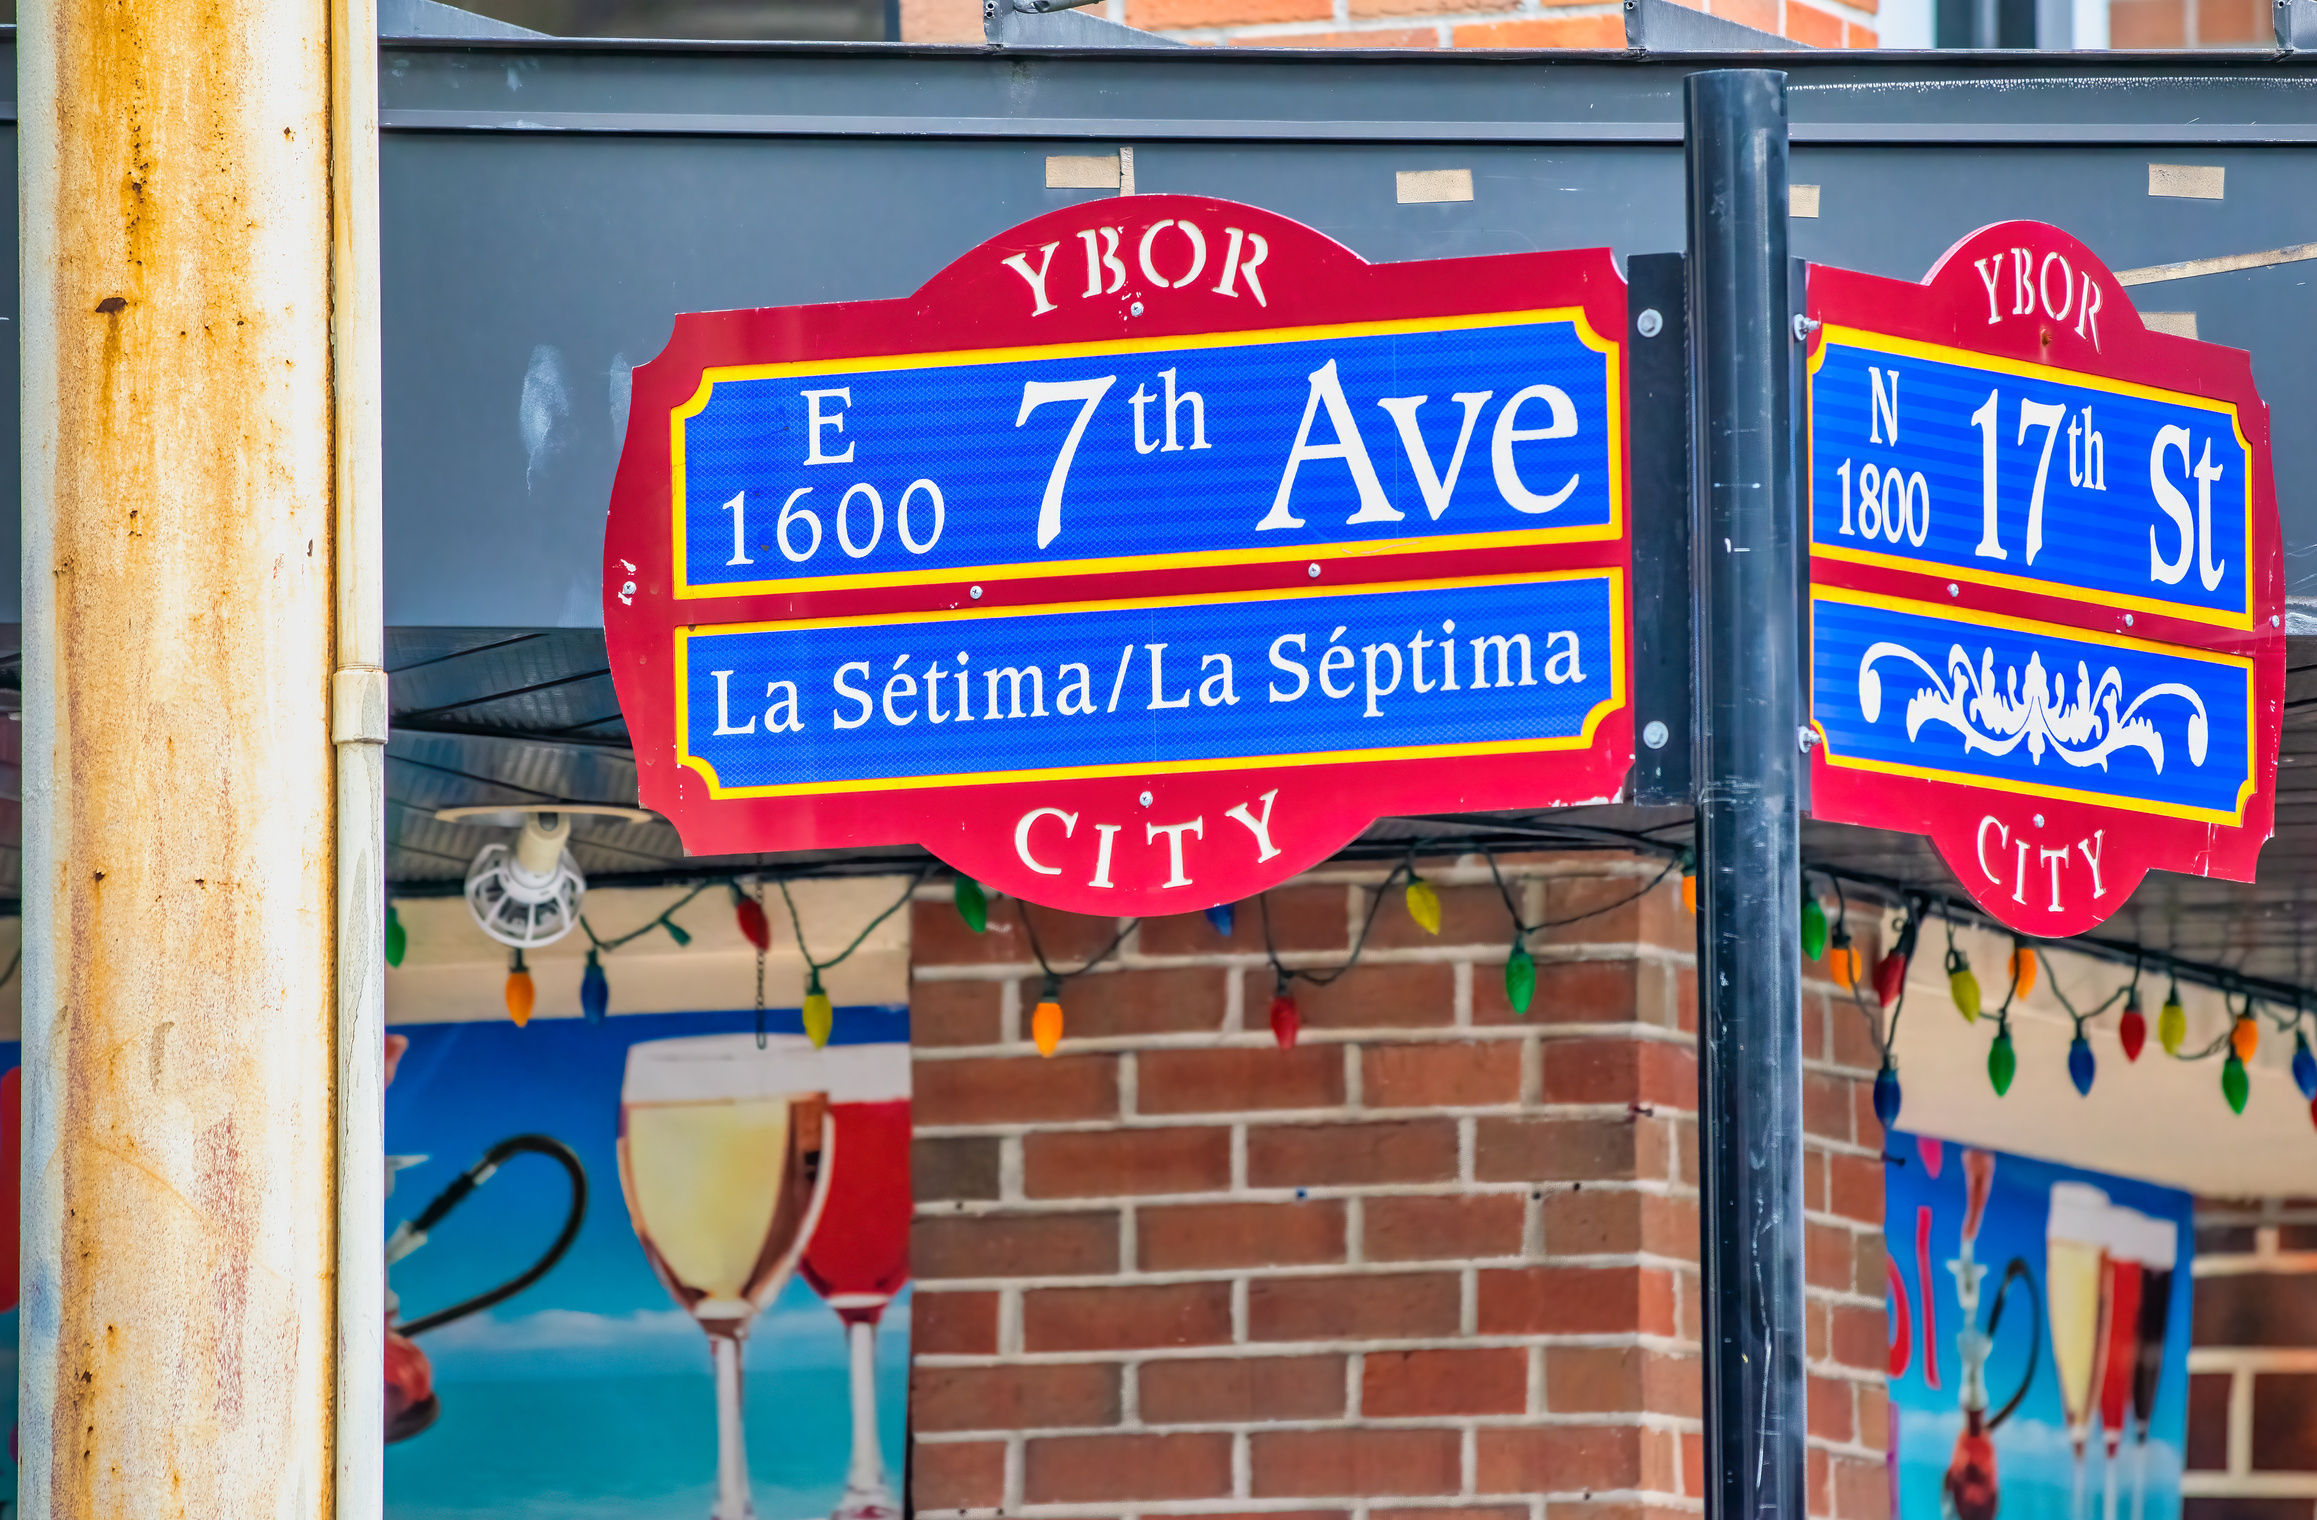 YBOR
E
1600 7th Ave
La Sétima/La Séptima
CITY
YBOR
N
1800 17th St
CITY